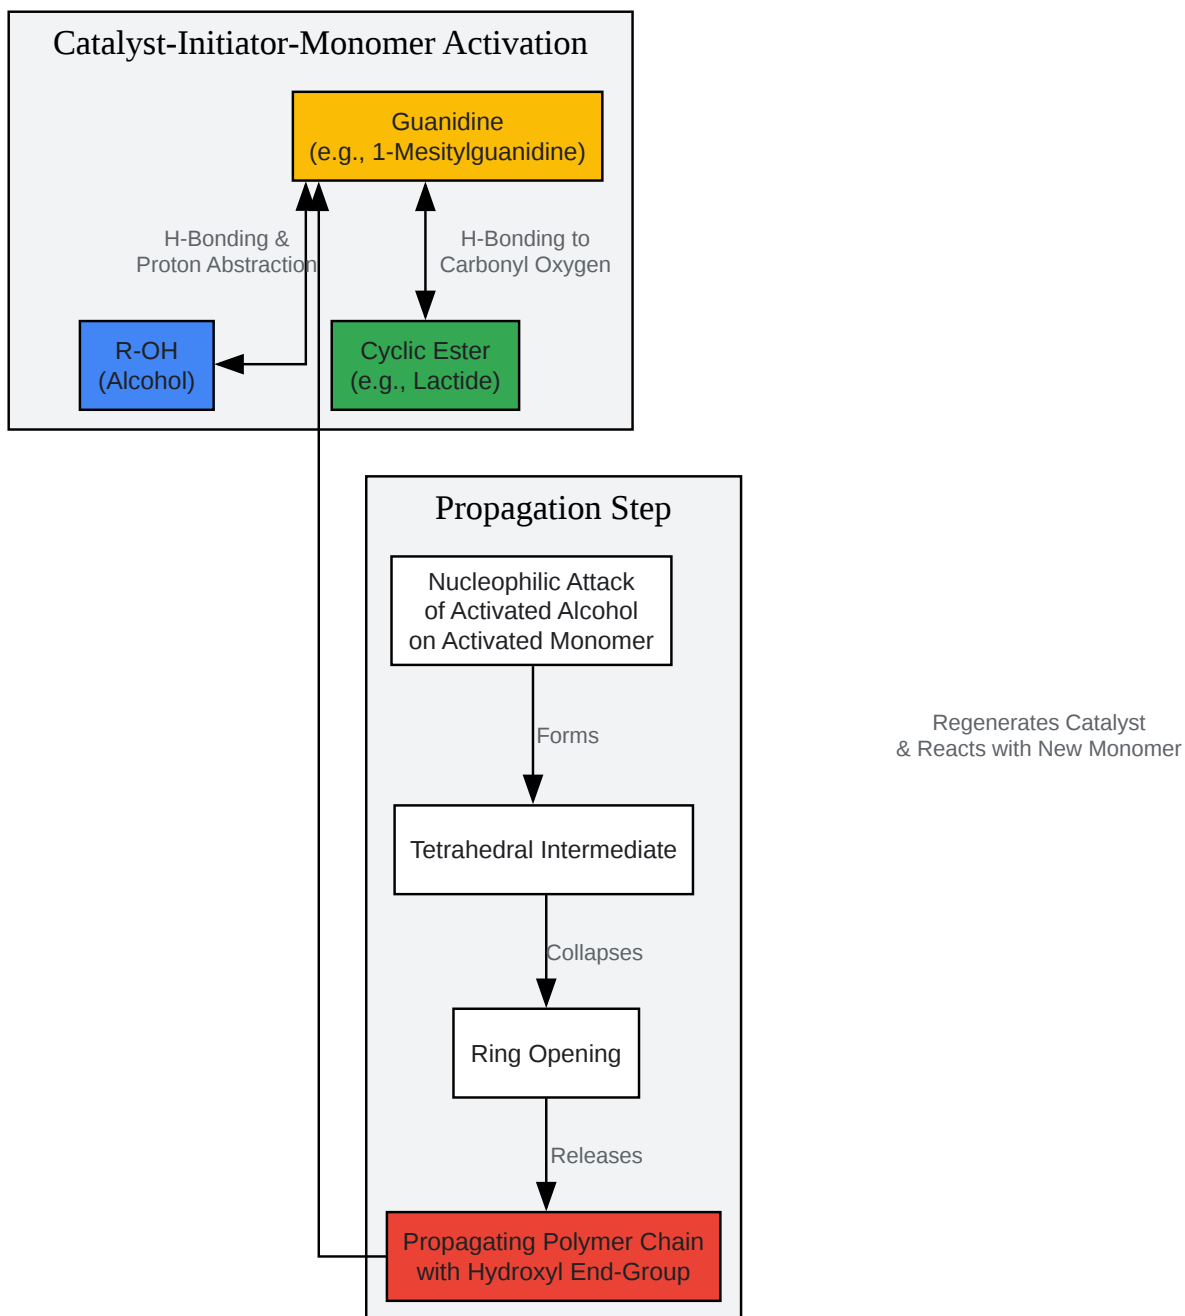 Catalyst-Initiator-Monomer Activation
Guanidine
(e.g., 1-Mesitylguanidine)
H-Bonding &
Proton Abstraction
H-Bonding to
Carbonyl Oxygen
R-OH
(Alcohol)
Cyclic Ester
(e.g., Lactide)
Propagation Step
Nucleophilic Attack
of Activated Alcohol
on Activated Monomer
Forms
Regenerates Catalyst
& Reacts with New Monomer
Tetrahedral Intermediate
Collapses
Ring Opening
Releases
Propagating Polymer Chain
with Hydroxyl End-Group